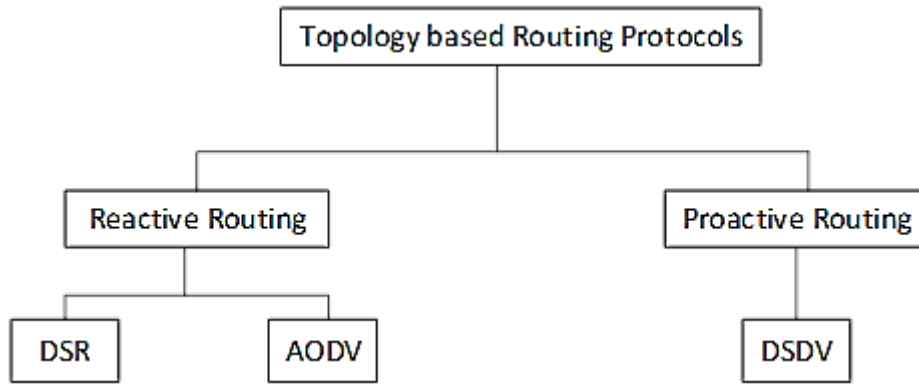 Topology based Routing Protocols
Reactive Routing
Proactive Routing
DSR
AODV
DSDV